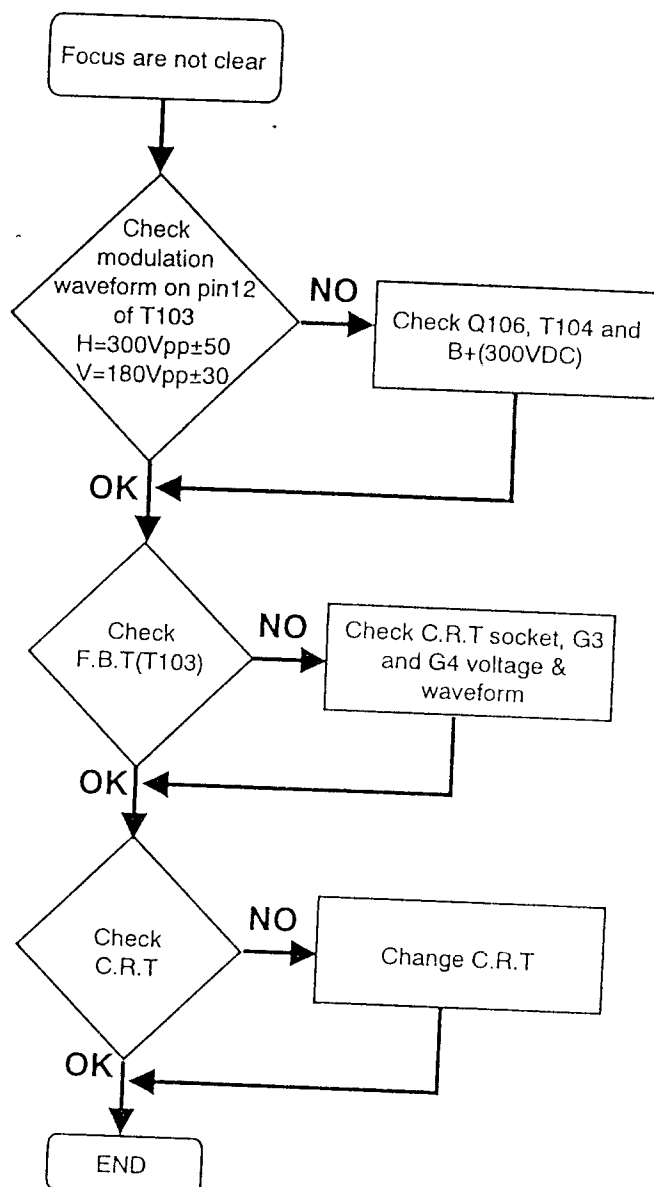 Focus are not clear
Check
modulation
waveform on pin12
of T103
H=300Vpp±50
V=180Vpp±30
NO
Check Q106, T104 and
B+(300VDC)
OK
Check
F.B.T(T103)
NO
Check C.R.T socket, G3
and G4 voltage &
waveform
OK
Check
C.R.T
NO
Change C.R.T
OK
END